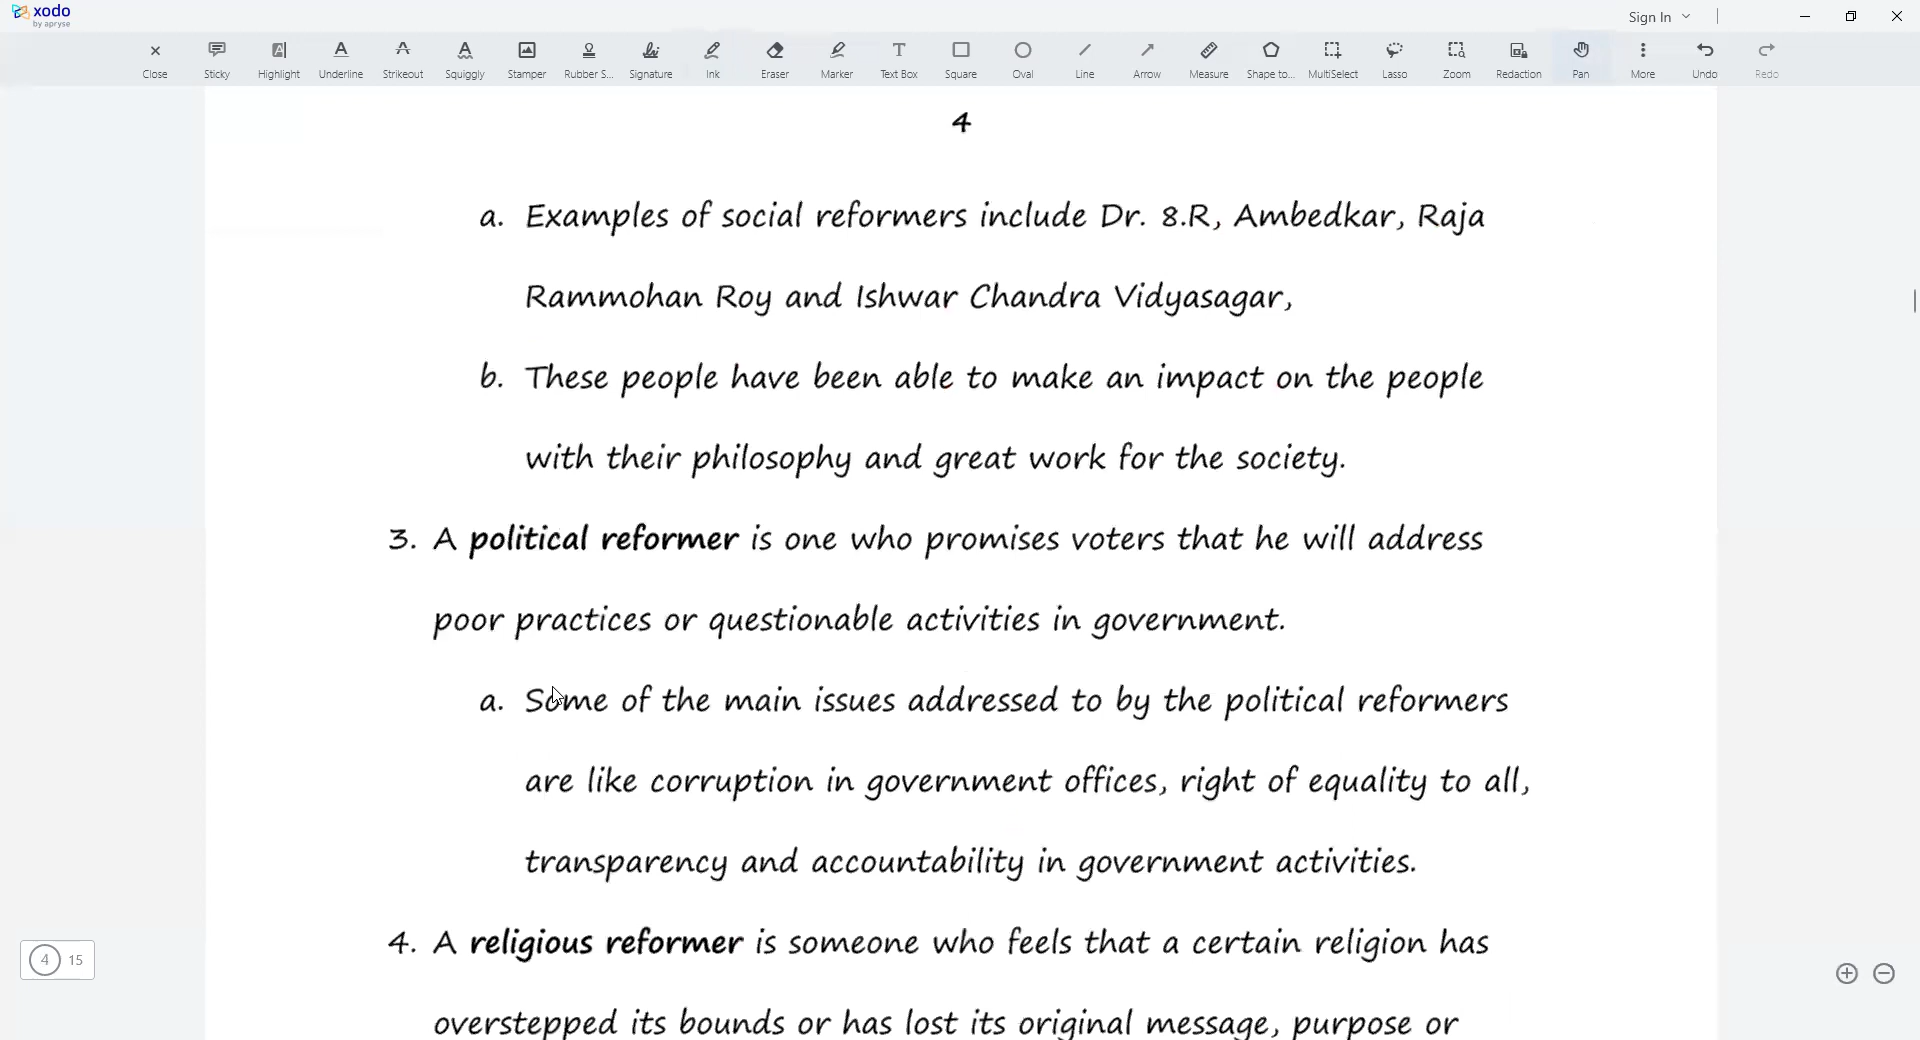 xodo
by apryse
Sign In
Close
Sticky
Highlight
Underline
Strikeout
Squiggly
Stamper
Rubber S...
Signature
Ink
Eraser
Marker
Text Box
Square
Oval
Line
Arrow
Measure
Shape to...
MultiSelect
Lasso
Zoom
Redaction
Pan
More
Undo
Redo
4
a. Examples of social reformers include Dr. 8.R, Ambedkar, Raja
Rammohan Roy and Ishwar Chandra Vidyasagar,
b. These people have been able to make an impact on the people
with their philosophy and great work for the society.
3. A political reformer is one who promises voters that he will address
poor practices or questionable activities in government.
a. Some of the main issues addressed to by the political reformers
are like corruption in government offices, right of equality to all,
transparency and accountability in government activities.
4. A religious reformer is someone who feels that a certain religion has
overstepped its bounds or has lost its original message, purpose or
4 15